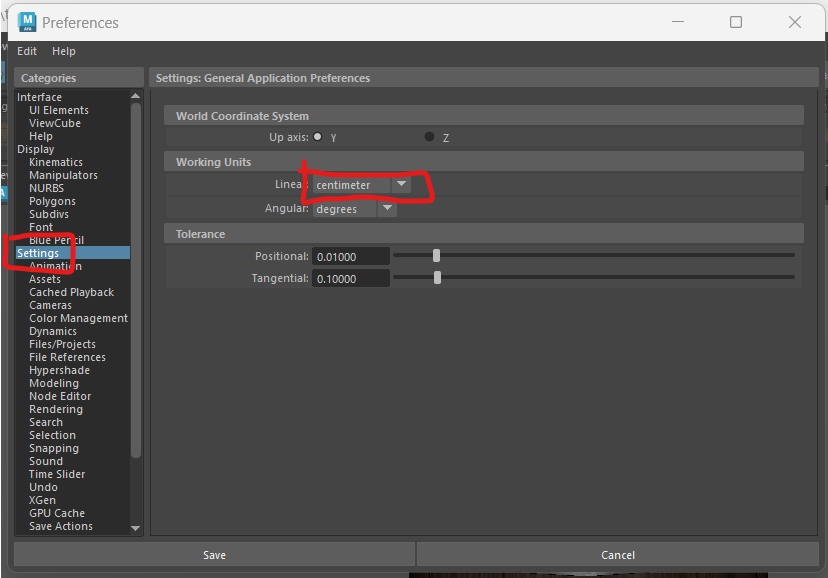 Preferences
Edit Help
Categories
Interface
UI Elements
ViewCube
Help
Display
Kinematics
Manipulators
NURBS
Polygons
Subdivs
Font
Blue Pencil
Settings
Animation
Assets
Cached Playback
Cameras
Color Management
Dynamics
Files/Projects
File References
Hypershade
Modeling
Node Editor
Rendering
Search
Selection
Snapping
Sound
Time Slider
Undo
XGen
GPU Cache
Save Actions
Settings: General Application Preferences
World Coordinate System
Up axis: Y Z
Working Units
Linear: centimeter
Angular: degrees
Tolerance
Positional: 0.01000
Tangential: 0.10000
Save Cancel